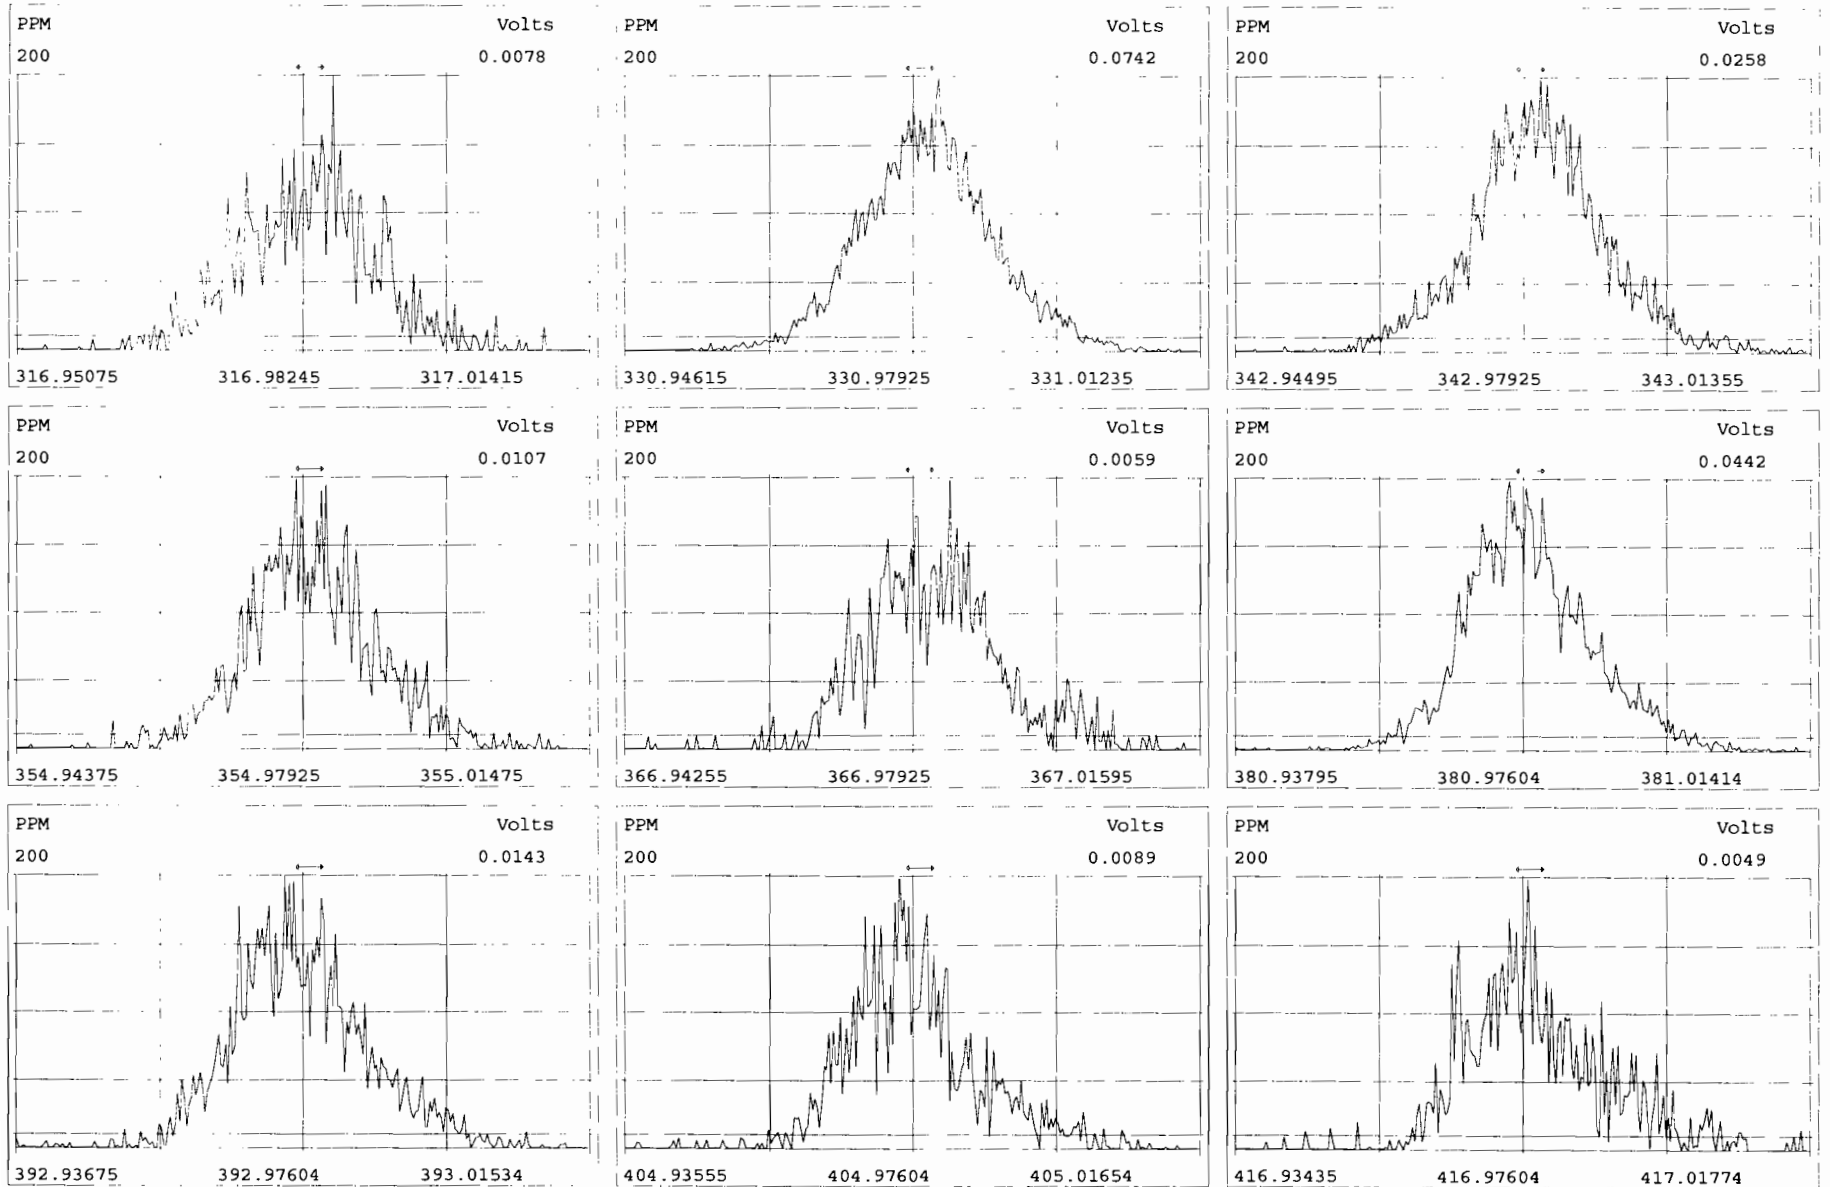 PPM Volts
200 0.0078
316.95075 316.98245 317.01415
PPM Volts
200 0.0742
330.94615 330.97925 331.01235
PPM Volts
200 0.0258
342.94495 342.97925 343.01355
PPM Volts
200 0.0107
354.94375 354.97925 355.01475
PPM Volts
200 0.0059
366.94255 366.97925 367.01595
PPM Volts
200 0.0442
380.93795 380.97604 381.01414
PPM Volts
200 0.0143
392.93675 392.97604 393.01534
PPM Volts
200 0.0089
404.93555 404.97604 405.01654
PPM Volts
200 0.0049
416.93435 416.97604 417.01774